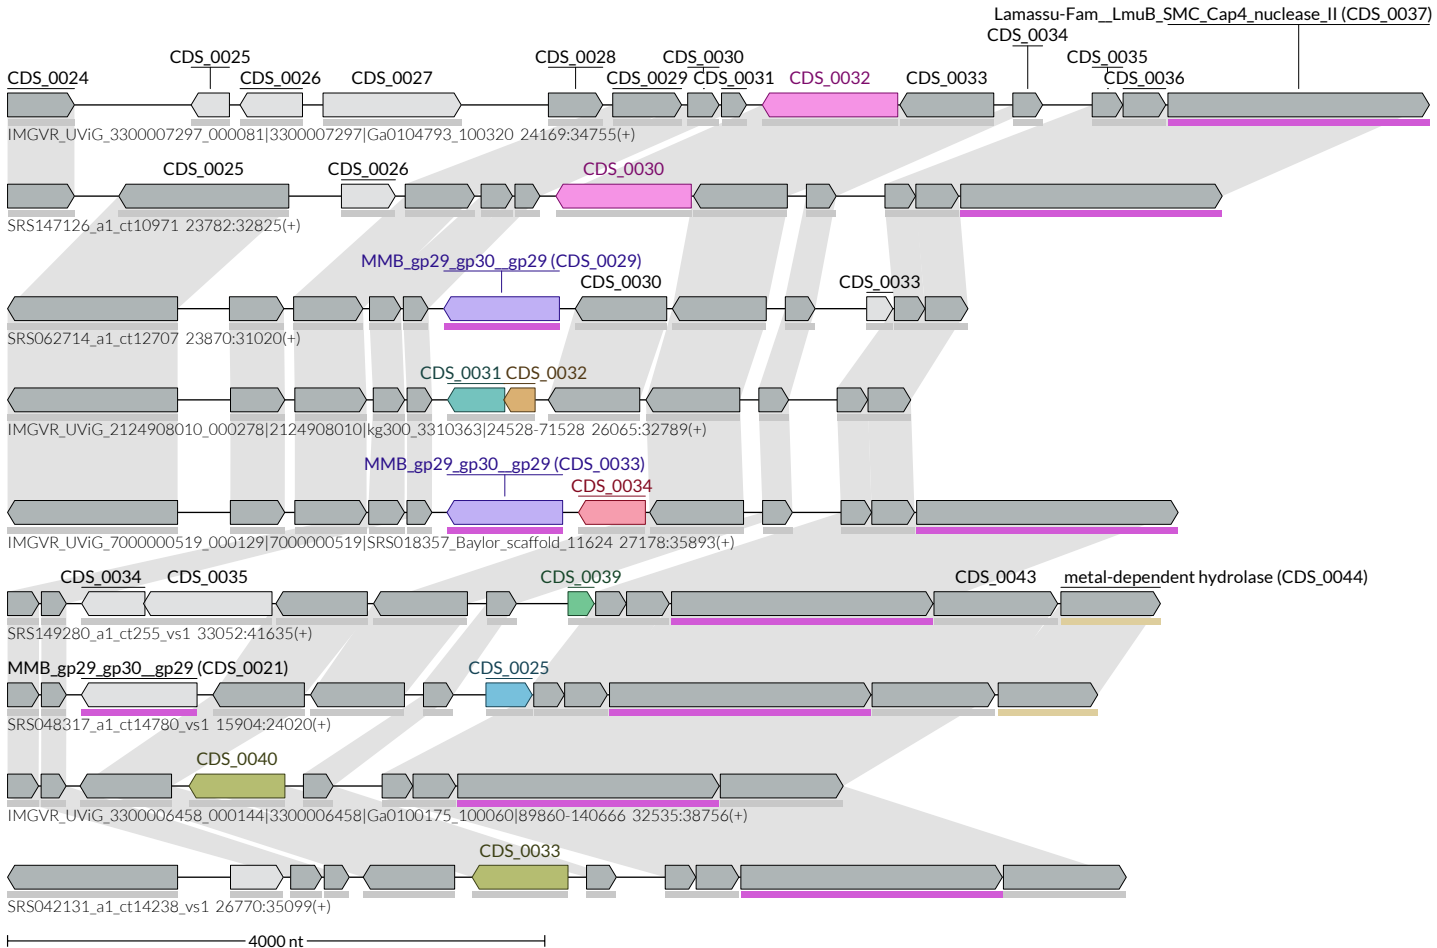 Lamassu-Fam__LmuB_SMC_Cap4_nuclease_II (CDS_0037)
CDS_0034
CDS_0025 CDS_0028 CDS_0030 CDS_0035
CDS_0024 CDS_0026 CDS_0027 CDS_0029 CDS_0031 CDS_0032 CDS_0033 CDS_0036
IMGVR_UViG_3300007297_000081|3300007297|Ga0104793_100320 24169:34755(+)
CDS_0025 CDS_0026 CDS_0030
SRS147126_a1_ct10971 23782:32825(+)
MMB_gp29_gp30__gp29 (CDS_0029)
CDS_0030 CDS_0033
SRS062714_a1_ct12707 23870:31020(+)
CDS_0031 CDS_0032
IMGVR_UViG_2124908010_000278|2124908010|kg300_3310363|24528-71528 26065:32789(+)
MMB_gp29_gp30__gp29 (CDS_0033)
CDS_0034
IMGVR_UViG_7000000519_000129|7000000519|SRS018357_Baylor_scaffold_11624 27178:35893(+)
CDS_0034 CDS_0035 CDS_0039 CDS_0043 metal-dependent hydrolase (CDS_0044)
SRS149280_a1_ct255_vs1 33052:41635(+)
MMB_gp29_gp30__gp29 (CDS_0021) CDS_0025
SRS048317_a1_ct14780_vs1 15904:24020(+)
CDS_0040
IMGVR_UViG_3300006458_000144|3300006458|Ga0100175_100060|89860-140666 32535:38756(+)
CDS_0033
SRS042131_a1_ct14238_vs1 26770:35099(+)
4000 nt